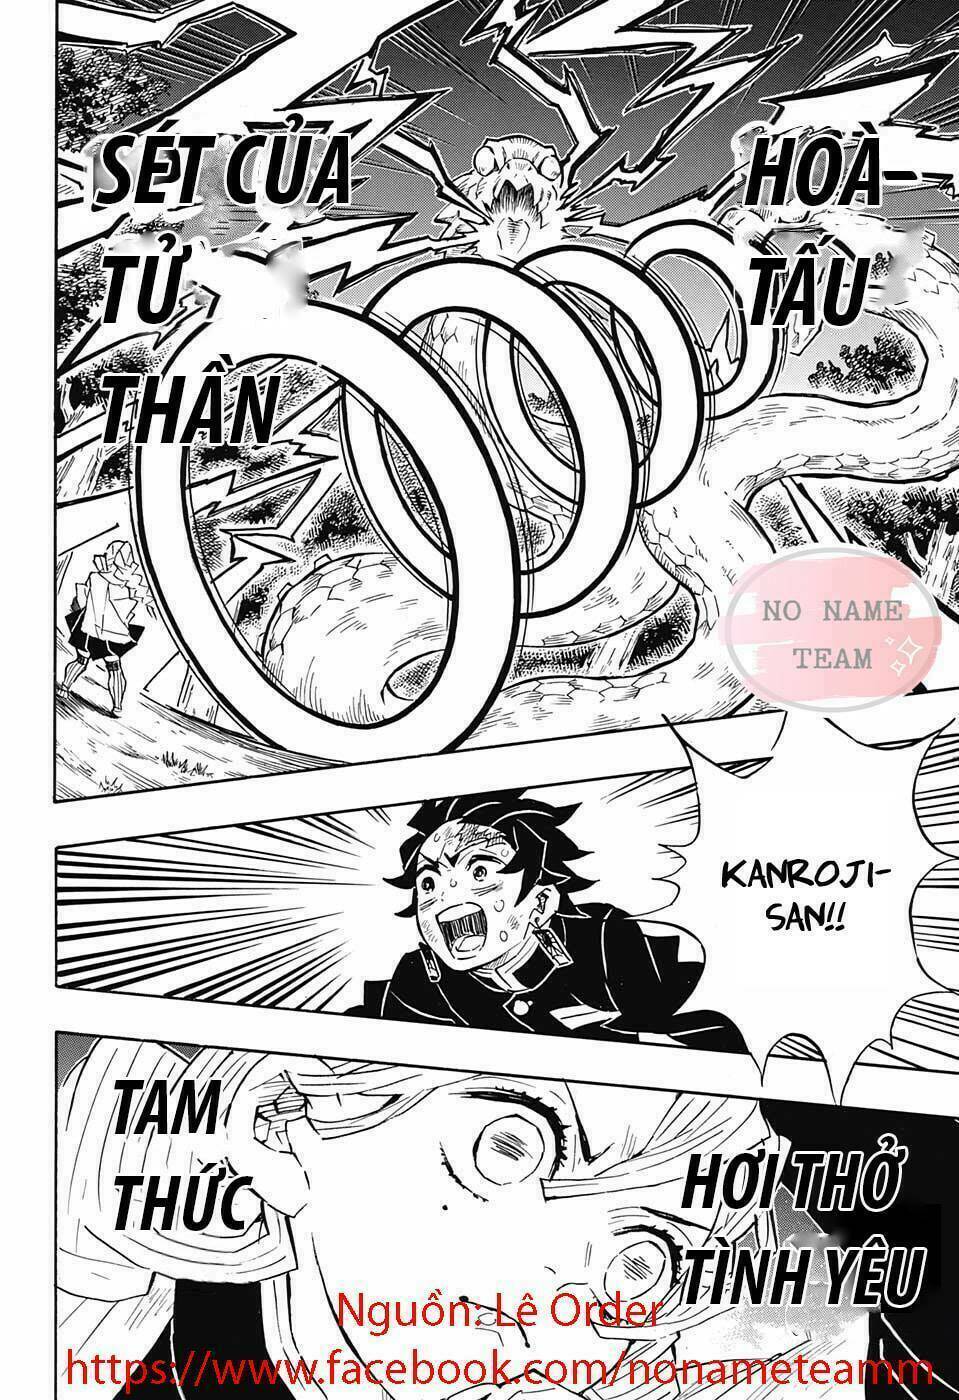 HOÀ-
TẤU
SÉT CỦA
TỬ
THẦN
NO NAME
TEAM
KANROJI-
SAN!!
HƠI THỞ
TÌNH YÊU
TAM
THỨC
Nguồn: Lê Order
https://www.facebook.com/nonameteamm